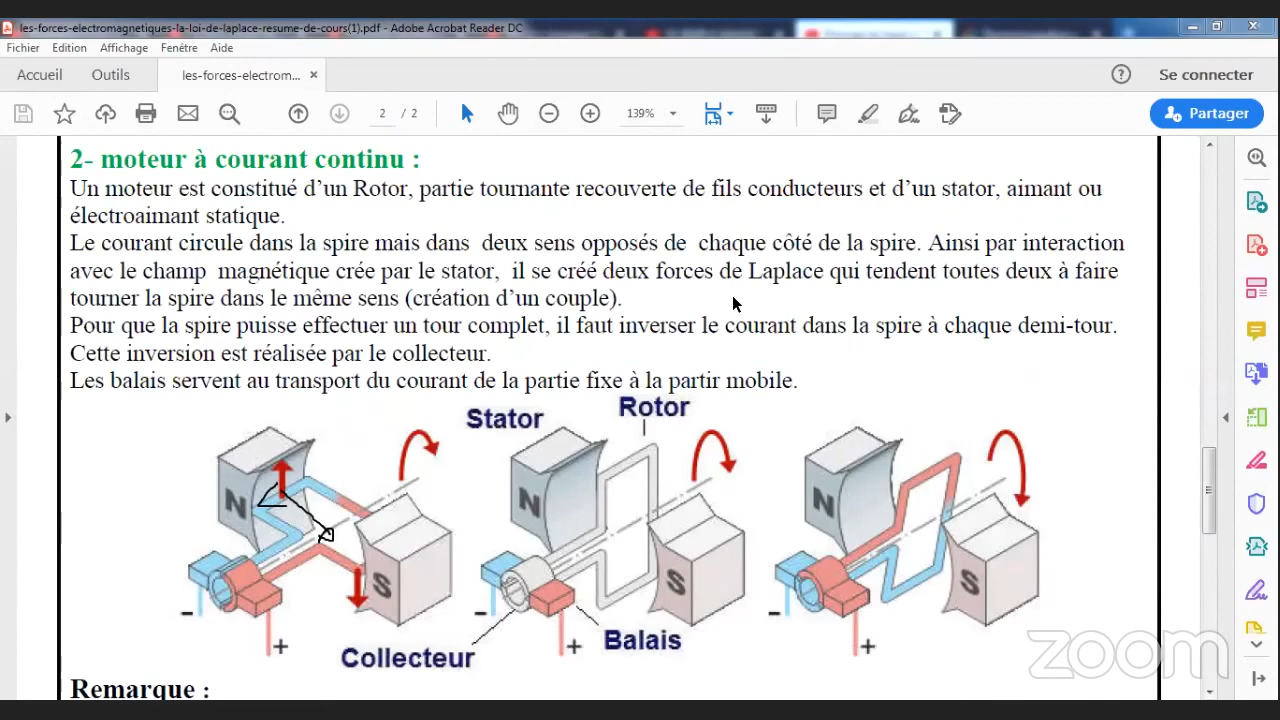 les-forces-electromagnetiques-la-loi-de-laplace-resume-de-cours(1).pdf - Adobe Acrobat Reader DC
Fichier Edition Affichage Fenêtre Aide
Accueil Outils les-forces-electrom... × Se connecter
2 / 2 139% Partager
2- moteur à courant continu :
Un moteur est constitué d’un Rotor, partie tournante recouverte de fils conducteurs et d’un stator, aimant ou
électroaimant statique.
Le courant circule dans la spire mais dans deux sens opposés de chaque côté de la spire. Ainsi par interaction
avec le champ magnétique crée par le stator, il se créé deux forces de Laplace qui tendent toutes deux à faire
tourner la spire dans le même sens (création d’un couple).
Pour que la spire puisse effectuer un tour complet, il faut inverser le courant dans la spire à chaque demi-tour.
Cette inversion est réalisée par le collecteur.
Les balais servent au transport du courant de la partie fixe à la partir mobile.
Stator Rotor
N N N
S S S
- + - + - +
Collecteur Balais
zoom
Remarque :